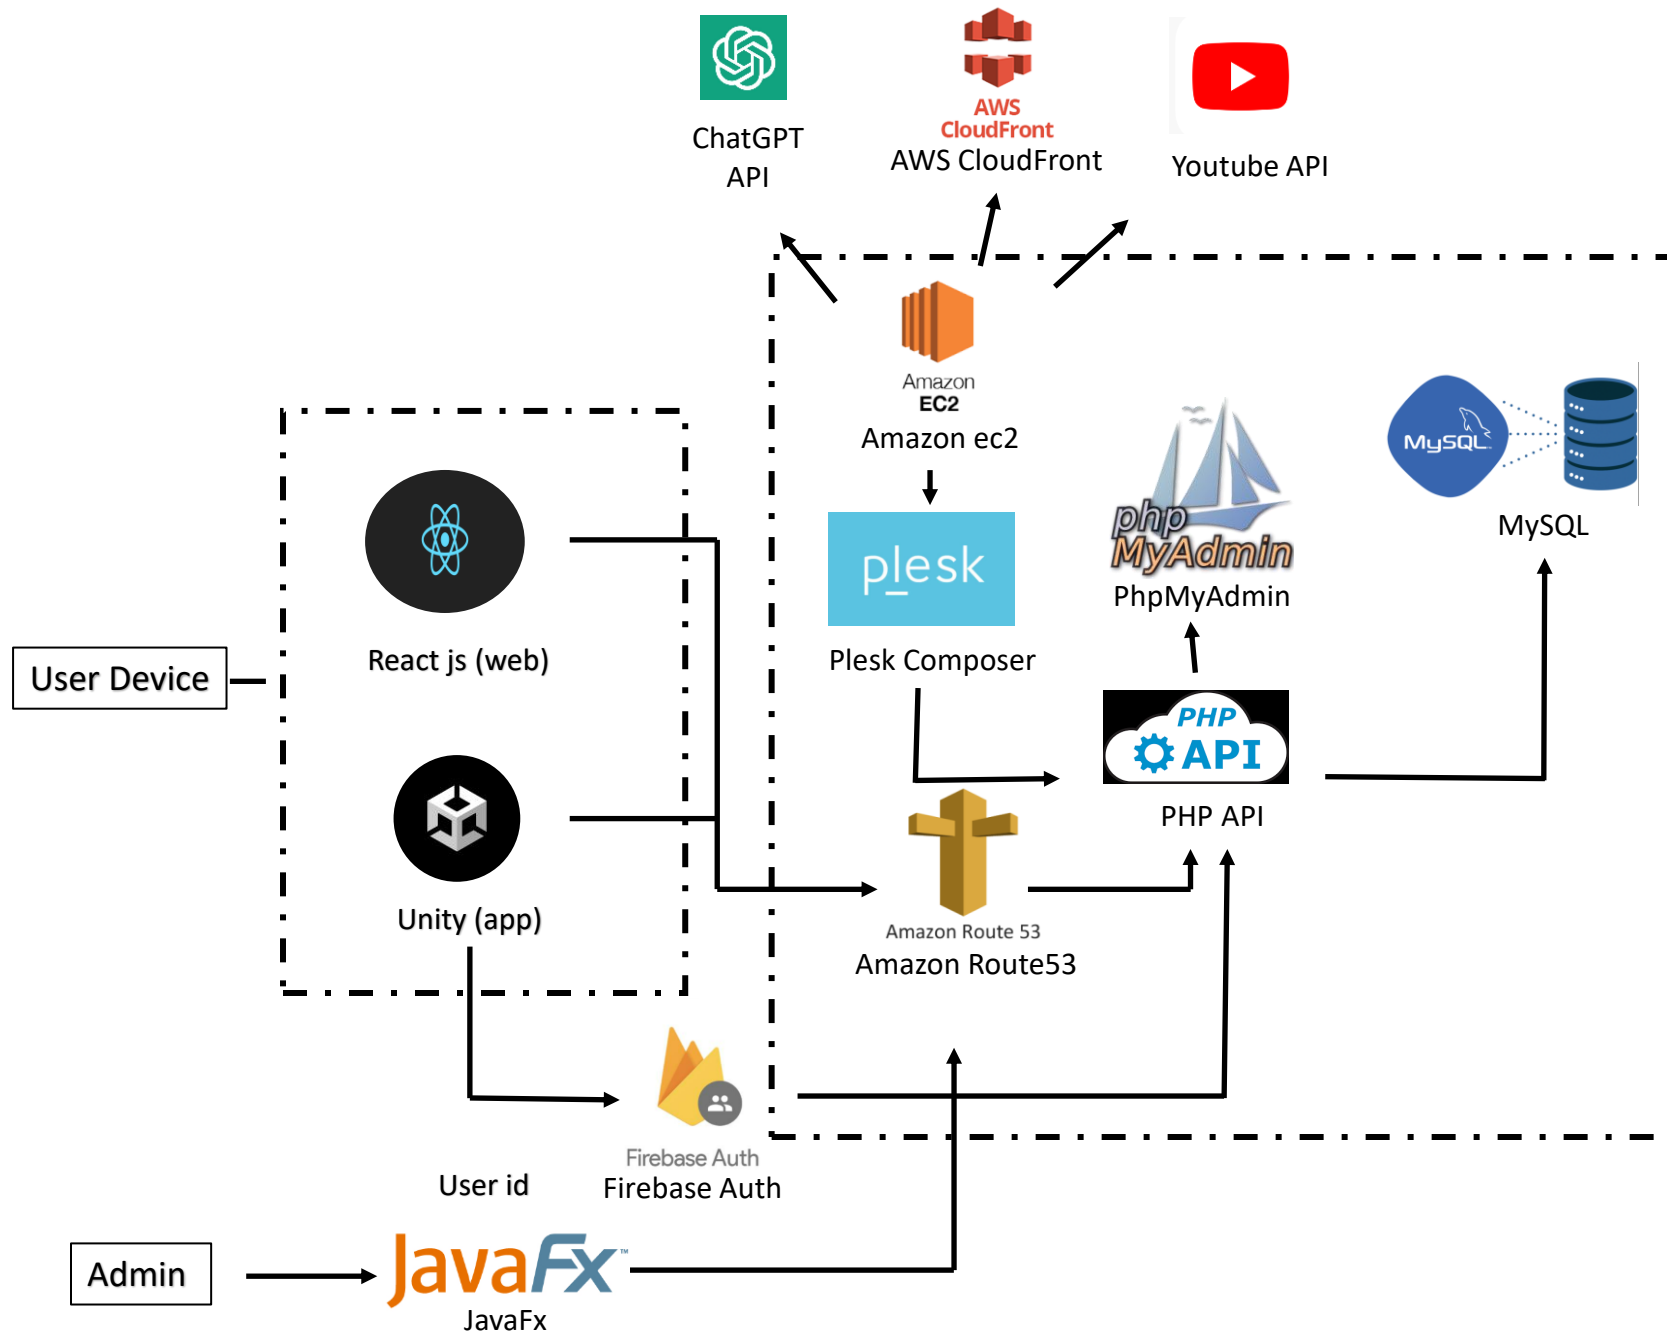 ChatGPT
API
AWS
CloudFront
AWS CloudFront
Youtube API
Amazon
EC2
Amazon ec2
MySQL
MySQL
plesk
php
MyAdmin
PhpMyAdmin
React js (web)
Plesk Composer
User Device
PHP
API
PHP API
Unity (app)
Amazon Route 53
Amazon Route53
Firebase Auth
Firebase Auth
User id
Admin
JavaFx™
JavaFx